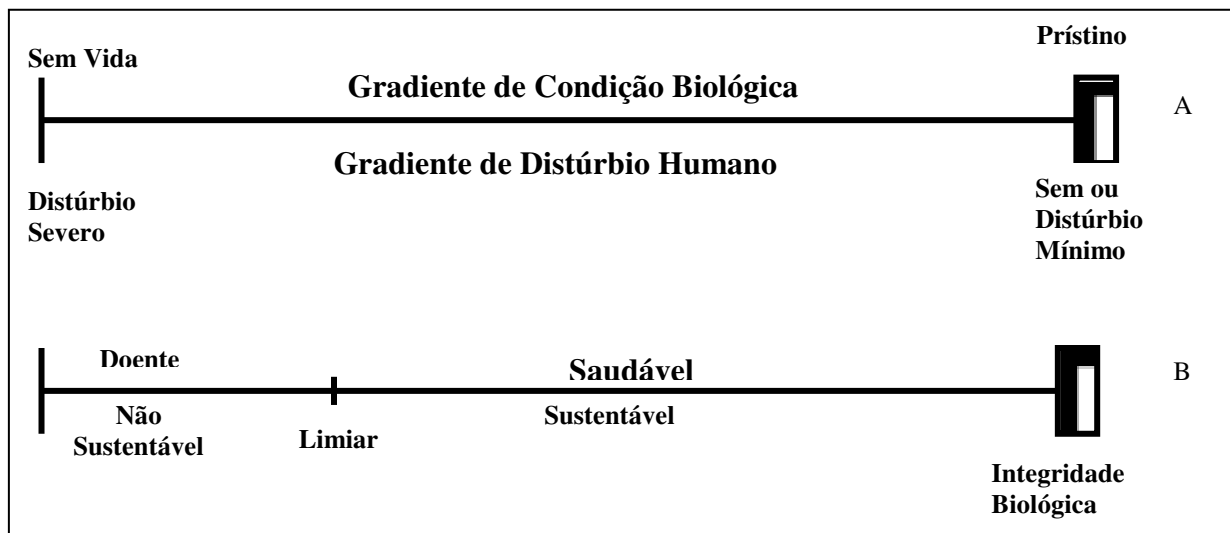 Prístino
Sem Vida
Gradiente de Condição Biológica
A
Gradiente de Distúrbio Humano
Distúrbio
Severo
Sem ou
Distúrbio
Mínimo
Doente
Saudável
B
Não
Sustentável
Limiar
Sustentável
Integridade
Biológica